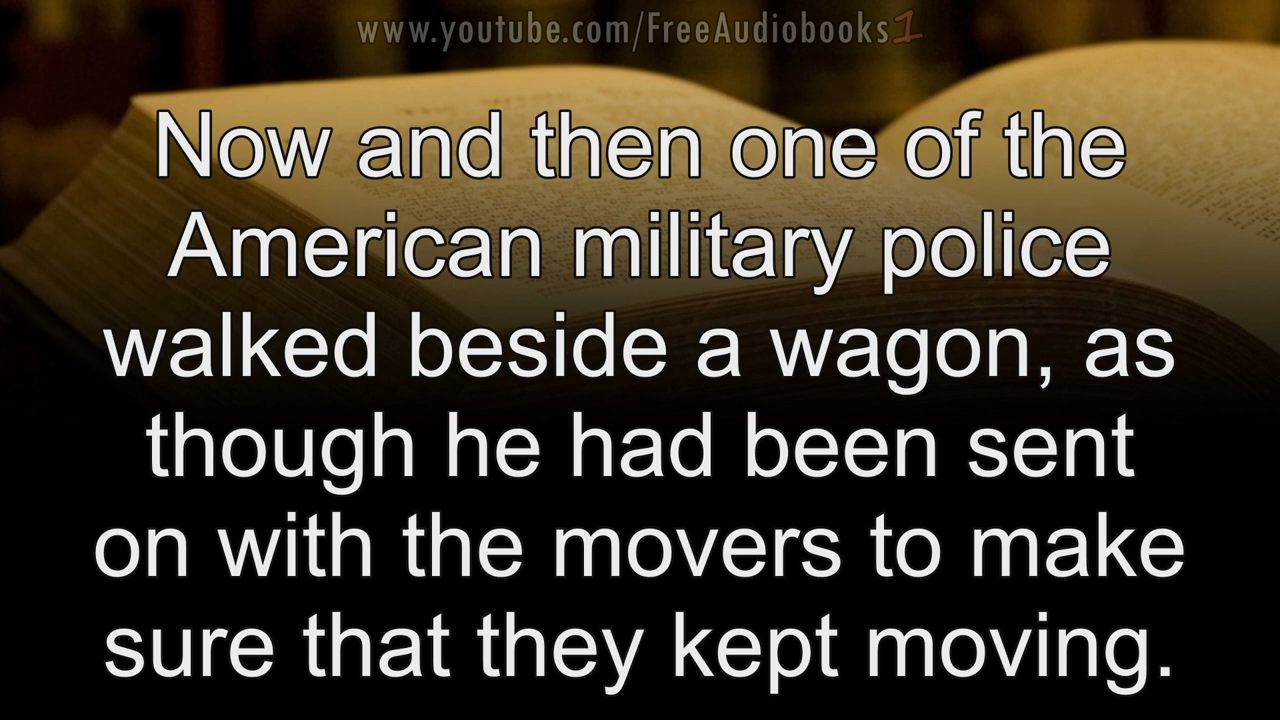 www.youtube.com/FreeAudiobooks1
Now and then one of the
American military police
walked beside a wagon, as
though he had been sent
on with the movers to make
sure that they kept moving.